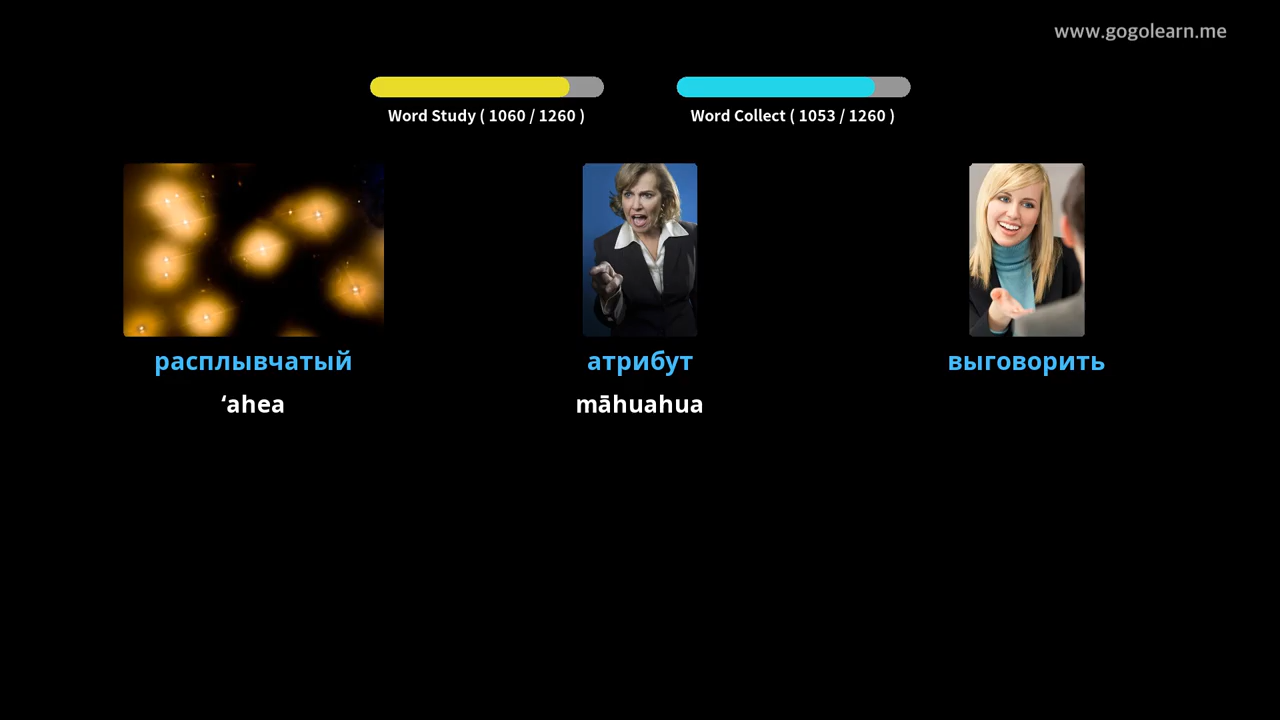 www.gogolearn.me
Word Study ( 1060 / 1260 )
Word Collect ( 1053 / 1260 )
расплывчатый
атрибут
выговорить
ʻahea
māhuahua